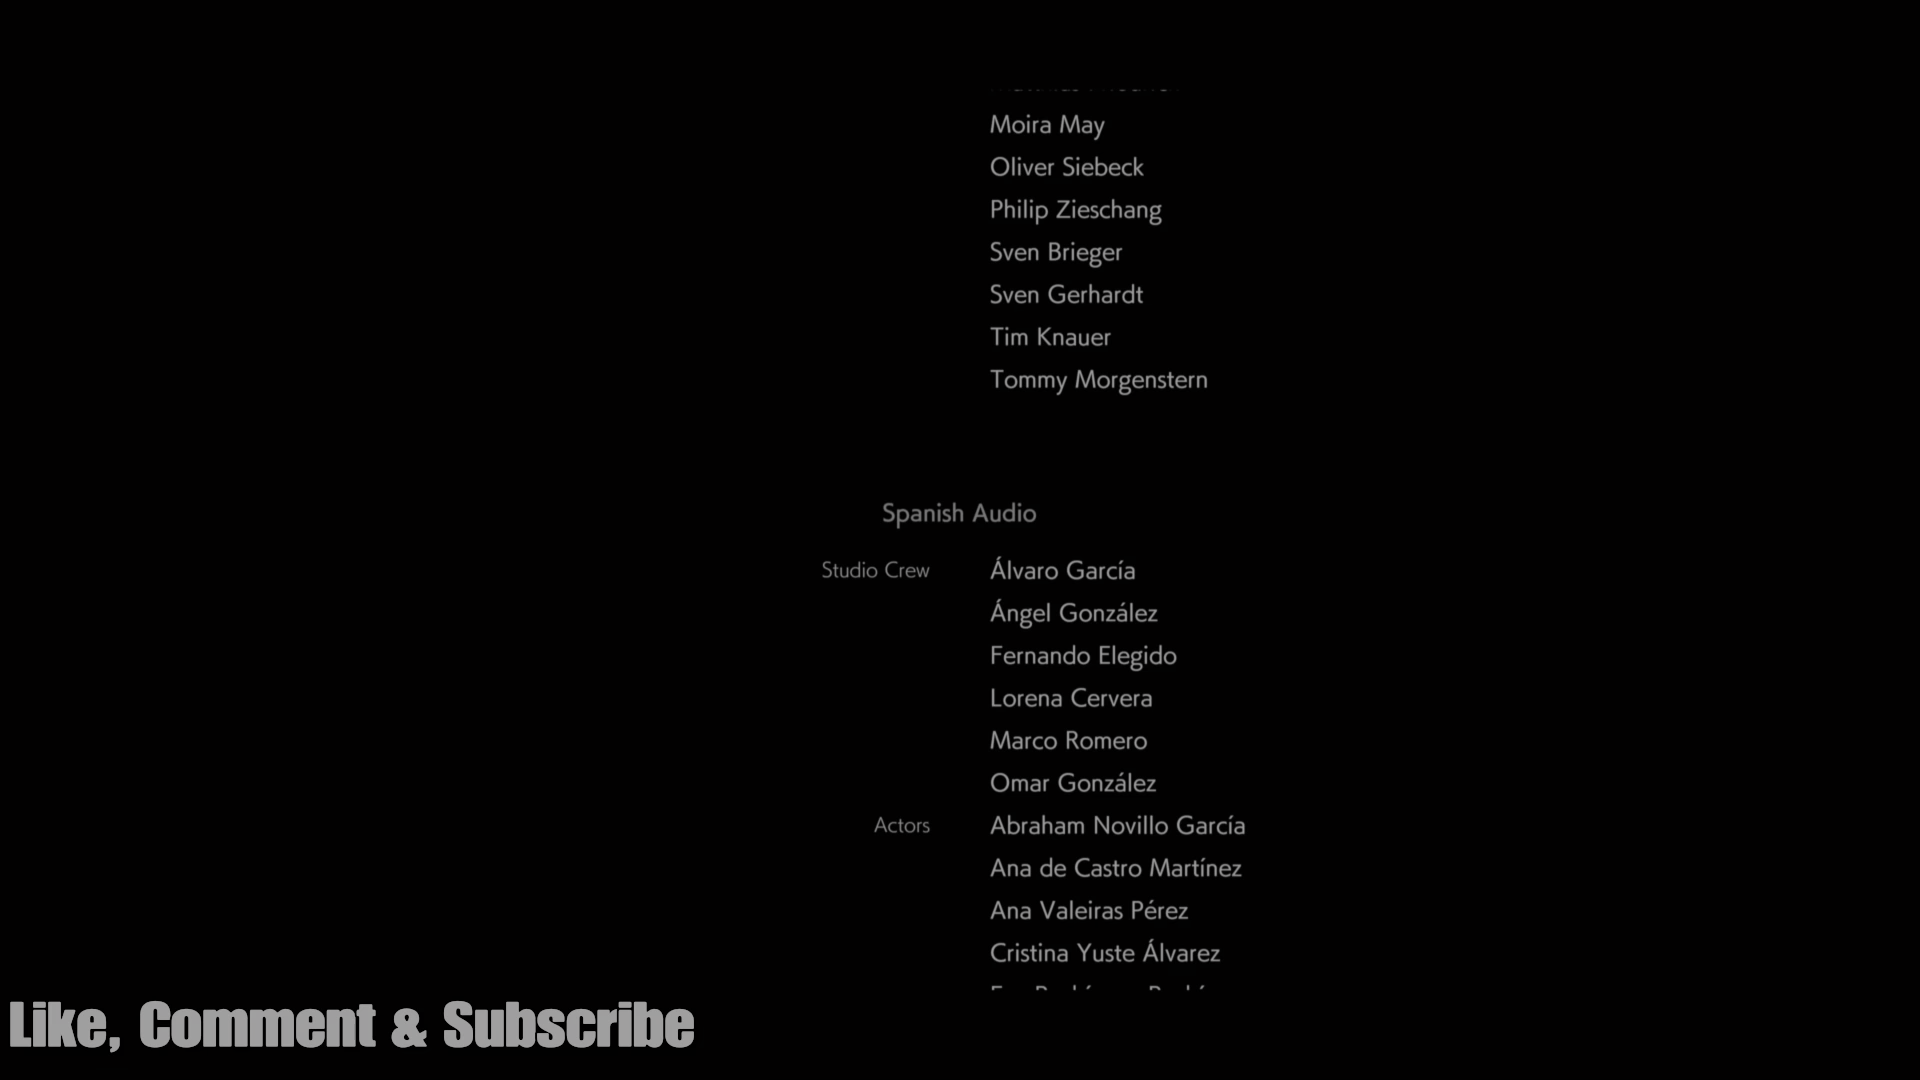 Moira May
Oliver Siebeck
Philip Zieschang
Sven Brieger
Sven Gerhardt
Tim Knauer
Tommy Morgenstern
Spanish Audio
Studio Crew Álvaro García
Ángel González
Fernando Elegido
Lorena Cervera
Marco Romero
Omar González
Actors Abraham Novillo García
Ana de Castro Martínez
Ana Valeiras Pérez
Cristina Yuste Álvarez
Like, Comment & Subscribe